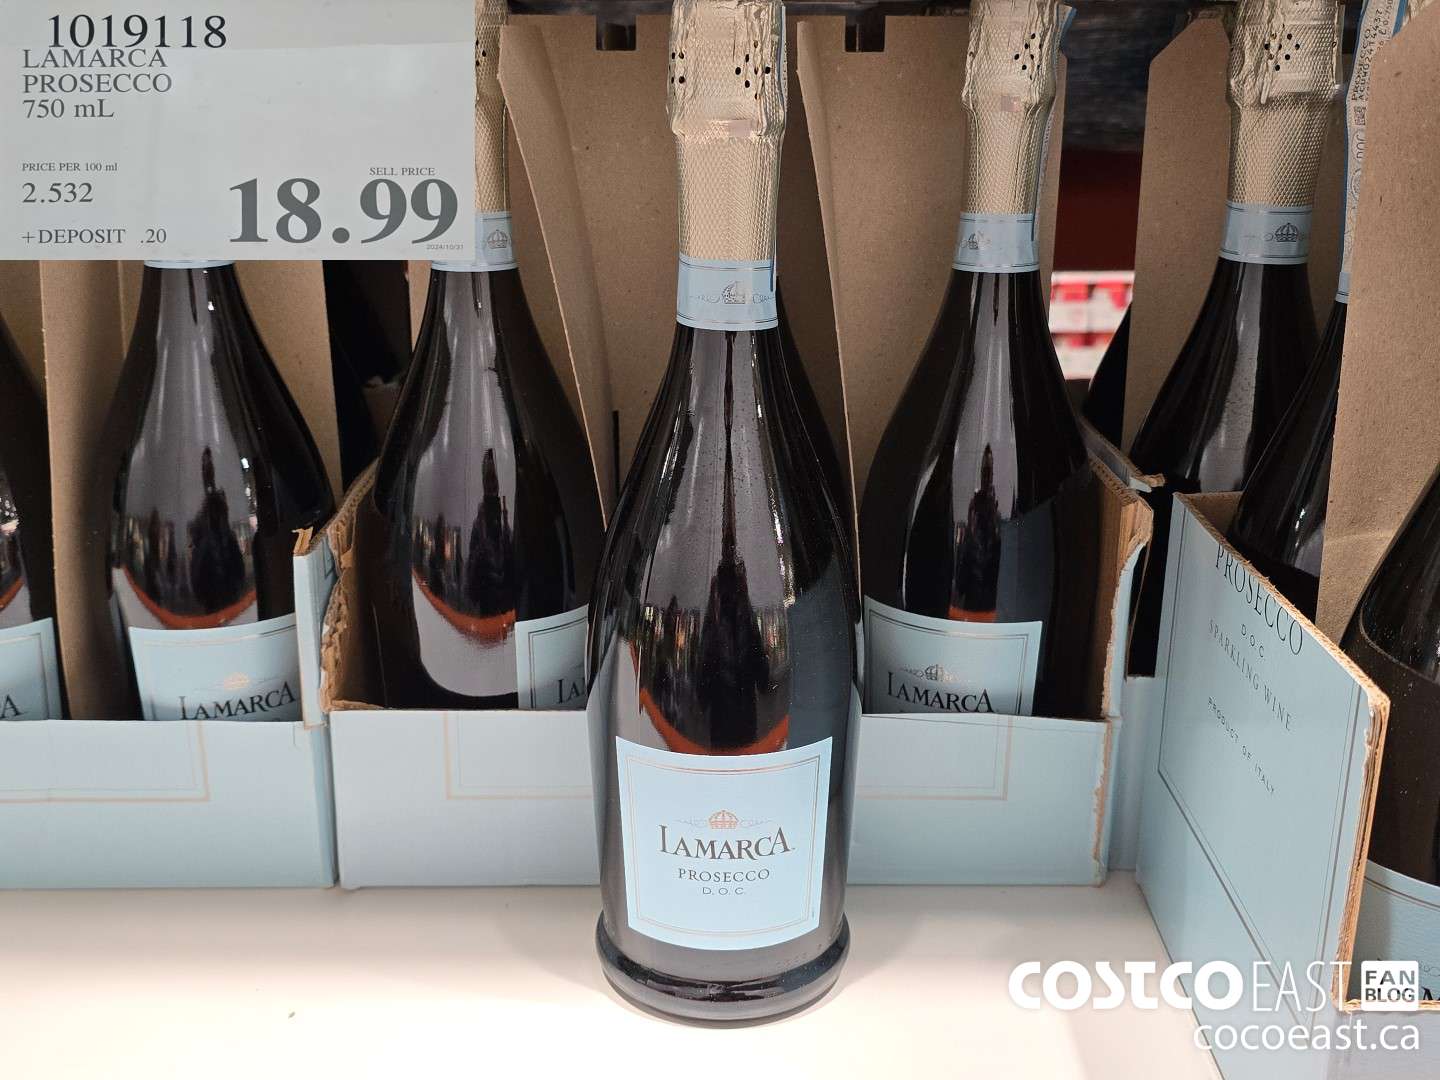 1019118
LAMARCA
PROSECCO
750 mL
PRICE PER 100 ml
2.532
SELL PRICE
18.99
+DEPOSIT .20
2024/10/31
LAMARCA
LAMARCA
LAMARCA
PROSECCO
D.O.C.
PROSECCO
D.O.C.
SPARKLING WINE
PRODUCT OF ITALY
COSTCO EAST FAN BLOG
cocoeast.ca